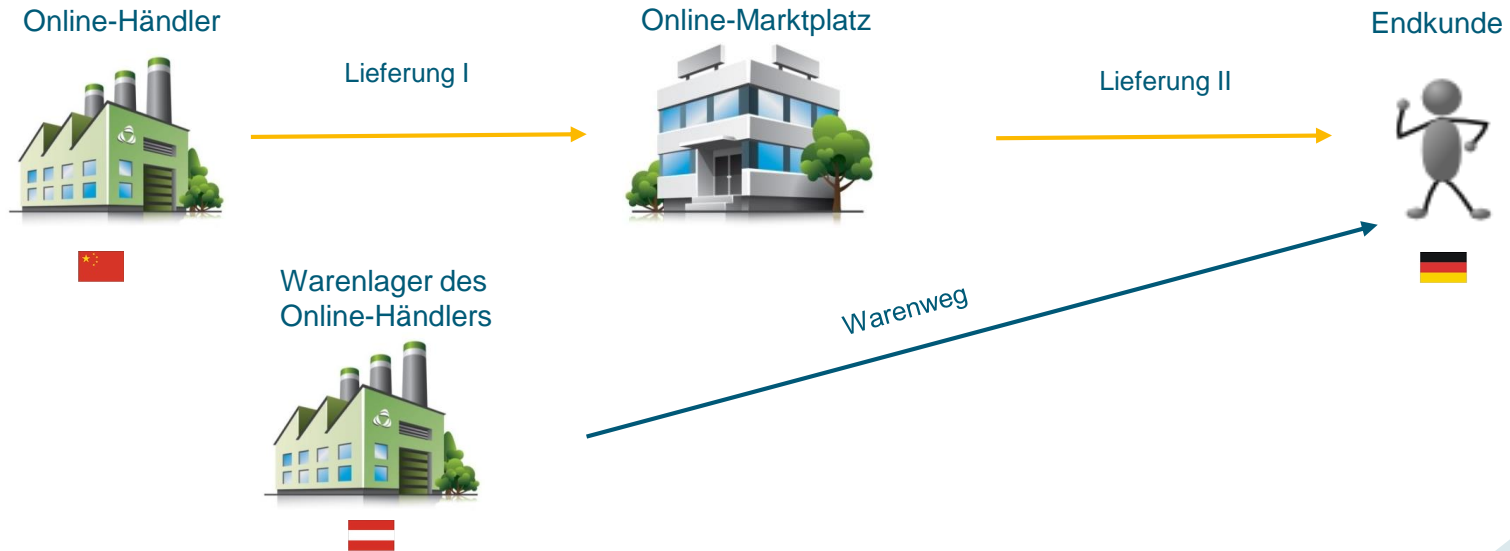 Online-Händler
Online-Marktplatz
Endkunde
Lieferung I
Lieferung II
Warenlager des
Online-Händlers
Warenweg